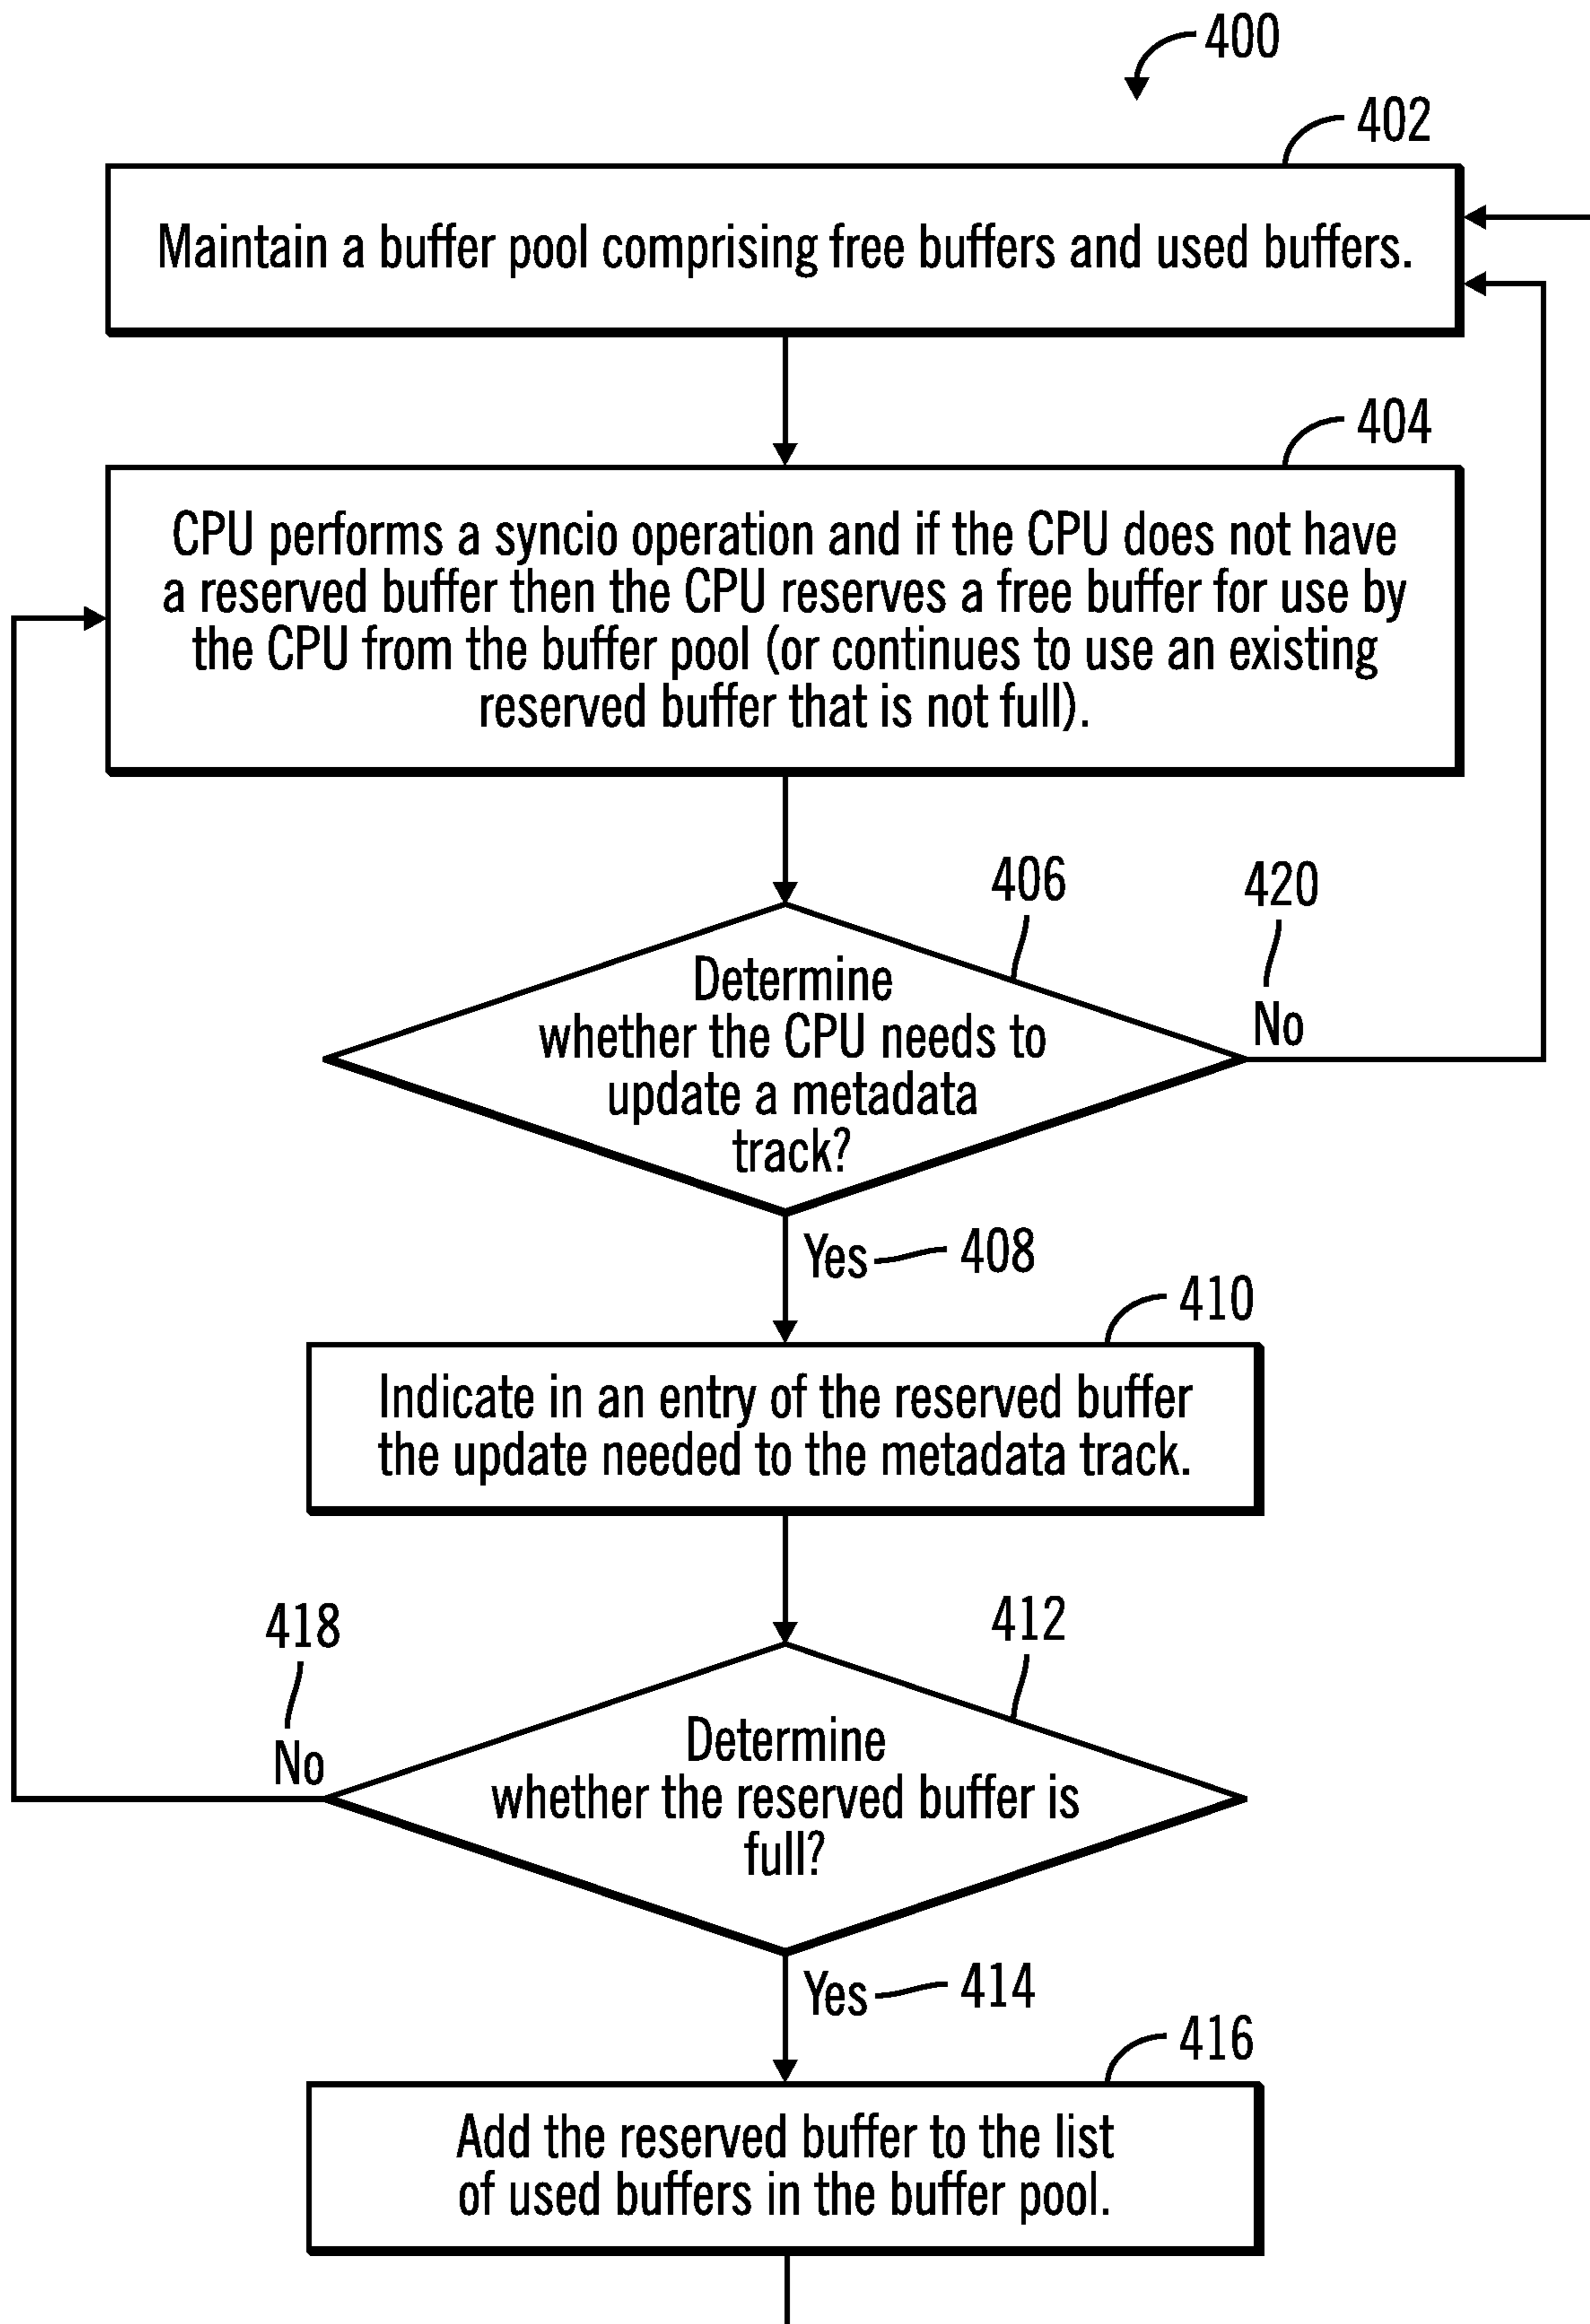 400
402
Maintain a buffer pool comprising free buffers and used buffers.
404
CPU performs a syncio operation and if the CPU does not have
a reserved buffer then the CPU reserves a free buffer for use by
the CPU from the buffer pool (or continues to use an existing
reserved buffer that is not full).
406
420
Determine
whether the CPU needs to
update a metadata
track?
No
Yes
408
410
Indicate in an entry of the reserved buffer
the update needed to the metadata track.
418
412
No
Determine
whether the reserved buffer is
full?
Yes
414
416
Add the reserved buffer to the list
of used buffers in the buffer pool.